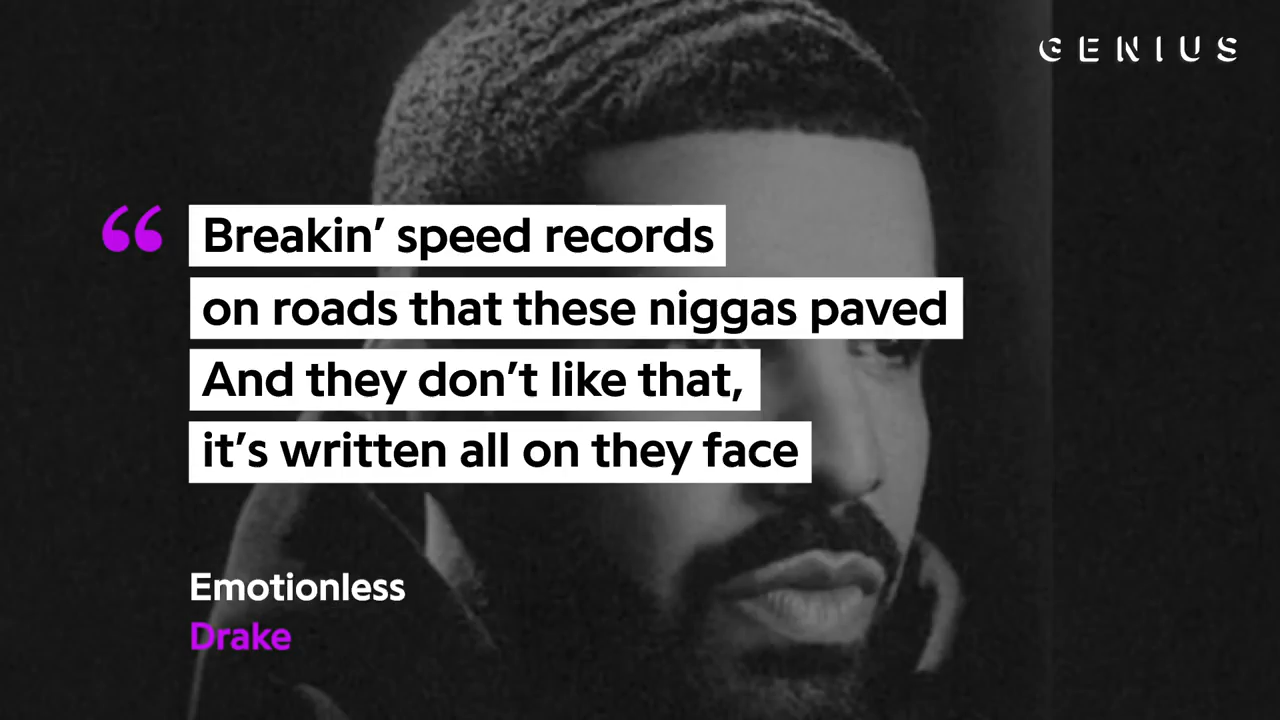 GENIUS
“ Breakin’ speed records
on roads that these niggas paved
And they don’t like that,
it’s written all on they face
Emotionless
Drake